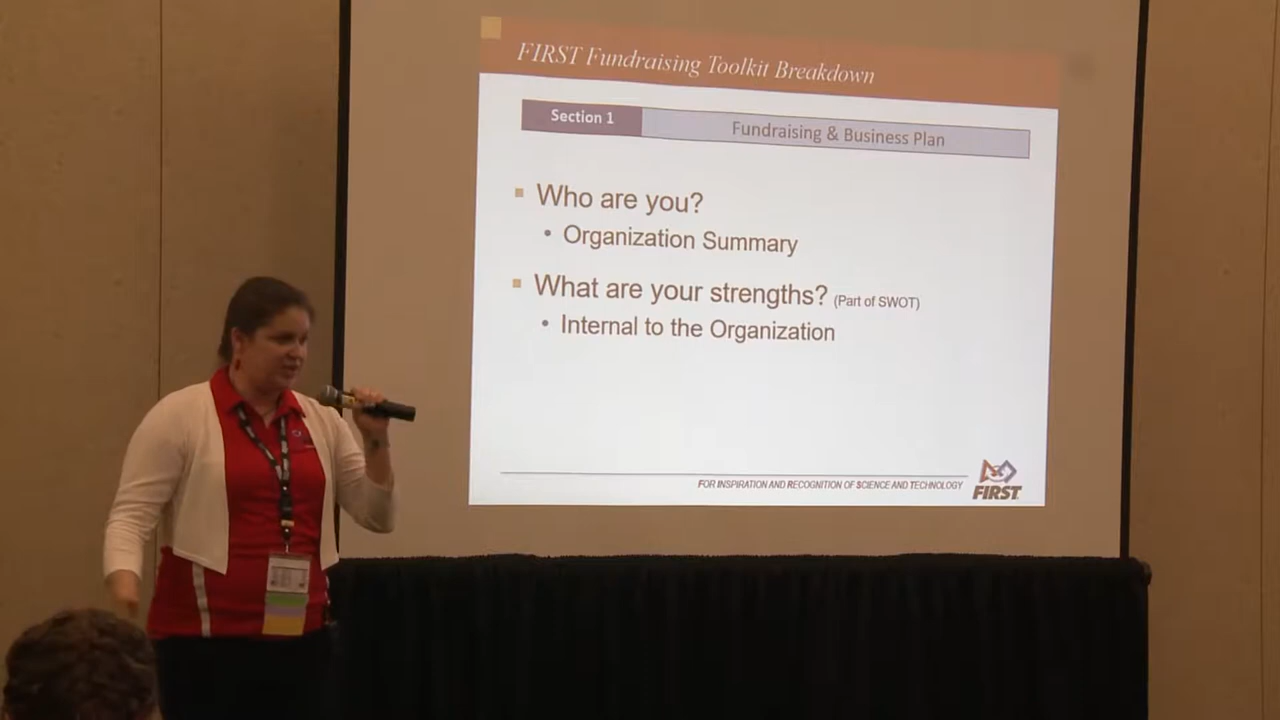 FIRST Fundraising Toolkit Breakdown
Section 1
Fundraising & Business Plan
Who are you?
Organization Summary
What are your strengths? (Part of SWOT)
Internal to the Organization
FOR INSPIRATION AND RECOGNITION OF SCIENCE AND TECHNOLOGY
FIRST